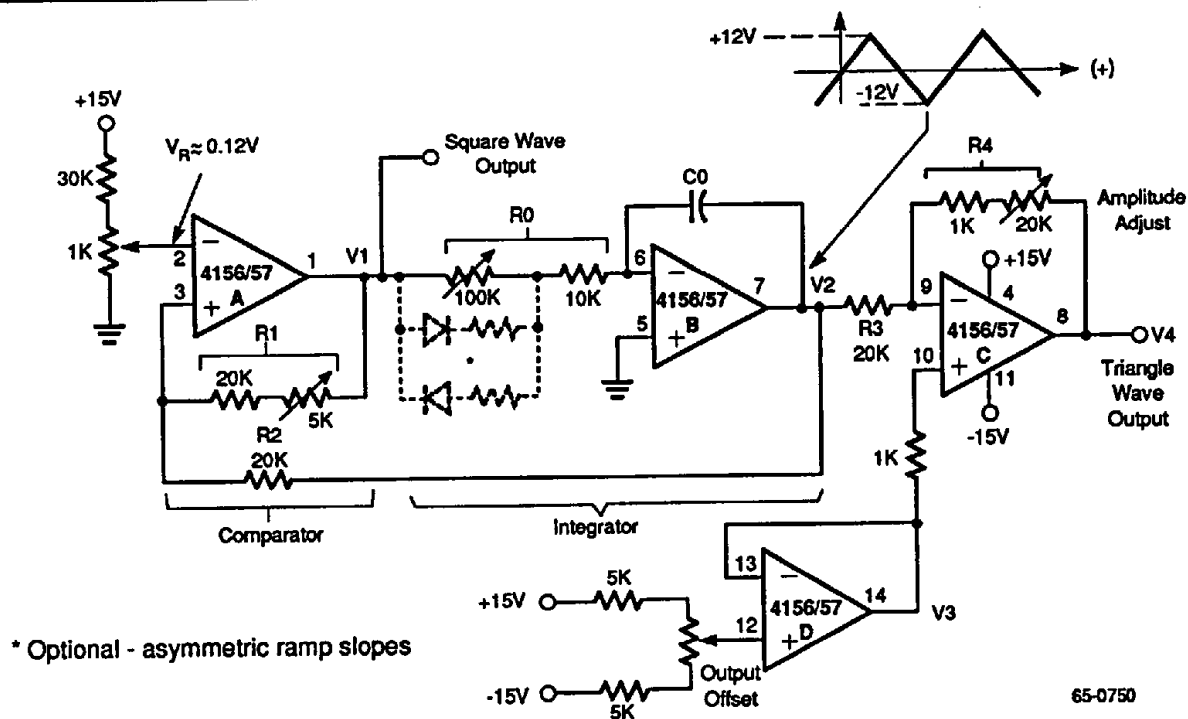 +12V
-12V
(+)
+15V
30K
1K
VR≈ 0.12V
2
3
−
+
4156/57
A
1
V1
Square Wave
Output
R0
100K
10K
*
C0
6
5
−
+
4156/57
B
7
V2
R3
20K
R4
1K
20K
Amplitude
Adjust
+15V
4
9
10
−
+
4156/57
C
11
-15V
8
V4
Triangle
Wave
Output
R1
20K
5K
R2
20K
Comparator
Integrator
1K
13
12
−
+
4156/57
D
14
V3
+15V
5K
-15V
5K
Output
Offset
* Optional - asymmetric ramp slopes
65-0750